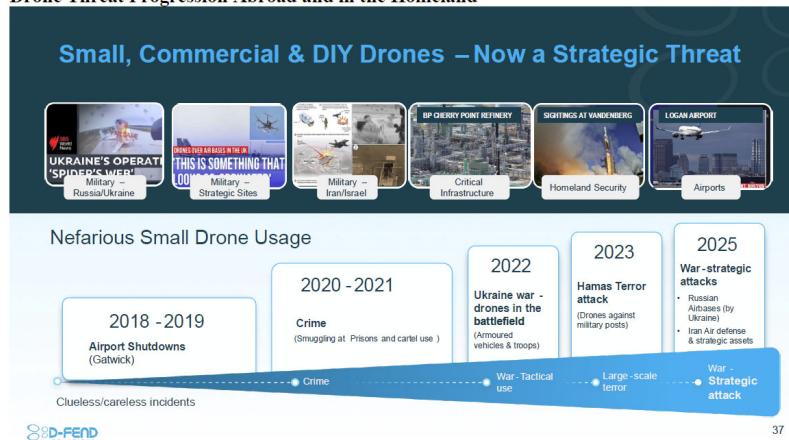 Drone Threat Progression Abroad and in the Homeland
Small, Commercial & DIY Drones – Now a Strategic Threat
SBS
World
News
UKRAINE'S OPERATI
'SPIDER'S WEB'
Military –
Russia/Ukraine
DRONES OVER AIR BASES IN THE UK
"THIS IS SOMETHING THAT
Military –
Strategic Sites
Military –
Iran/Israel
BP CHERRY POINT REFINERY
Critical
Infrastructure
SIGHTINGS AT VANDENBERG
Homeland Security
LOGAN AIRPORT
Airports
Nefarious Small Drone Usage
2018 - 2019
Airport Shutdowns
(Gatwick)
2020 - 2021
Crime
(Smuggling at Prisons and cartel use )
2022
Ukraine war -
drones in the
battlefield
(Armoured
vehicles & troops)
2023
Hamas Terror
attack
(Drones against
military posts)
2025
War-strategic
attacks
• Russian
Airbases (by
Ukraine)
• Iran Air defense
& strategic assets
Clueless/careless incidents
Crime
War-Tactical
use
Large-scale
terror
War -
Strategic
attack
D-FEND
37